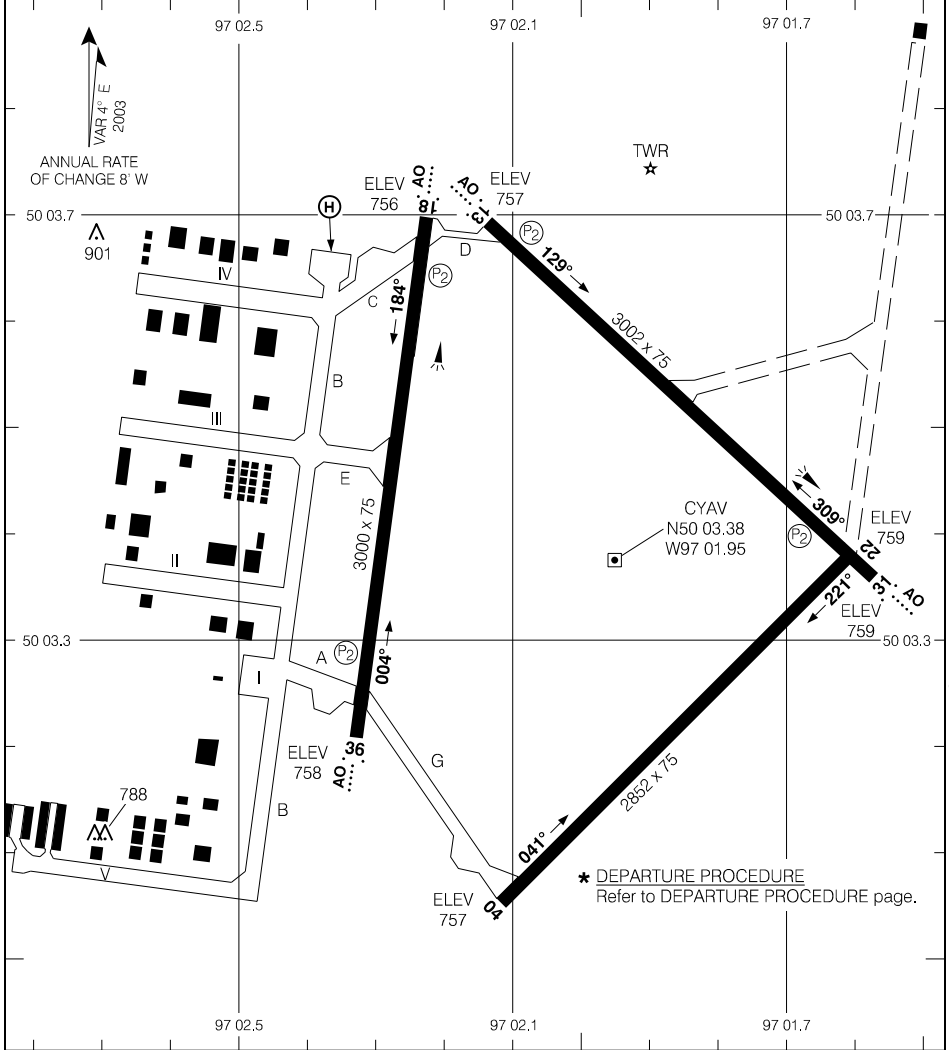 97 02.5
97 02.1
97 01.7
VAR 4° E
2003
ANNUAL RATE
OF CHANGE 8' W
TWR
AO
ELEV
756
18
AO
ELEV
757
13
50 03.7
50 03.7
H
901
P2
D
IV
C
184°
P2
129°
3002 x 75
B
III
E
3000 x 75
CYAV
N50 03.38
W97 01.95
309°
P2
ELEV
759
22
II
221°
31
AO
ELEV
759
50 03.3
50 03.3
A
P2
004°
I
36
ELEV
758
AO
G
2852 x 75
788
B
041°
V
ELEV
757
04
* DEPARTURE PROCEDURE
Refer to DEPARTURE PROCEDURE page.
97 02.5
97 02.1
97 01.7